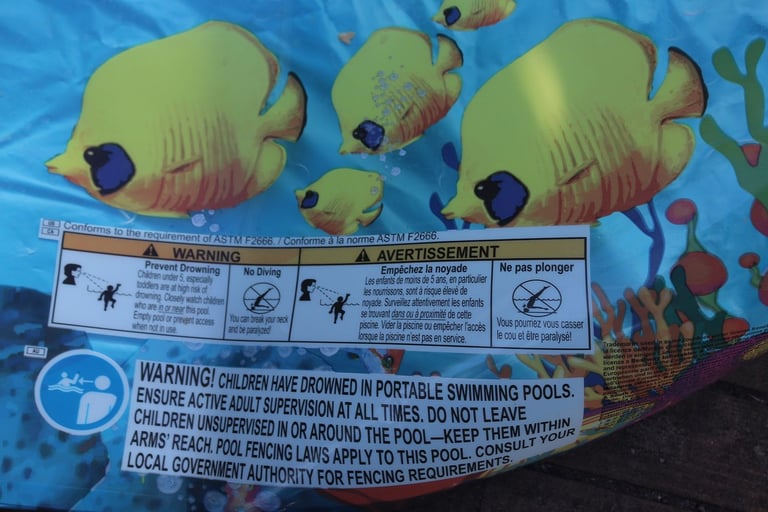 US
CA
Conforms to the requirement of ASTM F2666. / Conforme à la norme ASTM F2666.
WARNING
Prevent Drowning
Children under 5, especially
toddlers are at high risk of
drowning. Closely watch children
who are in or near this pool.
Empty pool or prevent access
when not in use.
No Diving
You can break your neck
and be paralyzed!
AVERTISSEMENT
Empêchez la noyade
Les enfants de moins de 5 ans, en particulier
les nourrissons, sont à risque élevé de
noyade. Surveillez attentivement les enfants
se trouvant dans ou à proximité de cette
piscine. Vider la piscine ou empêcher l'accès
lorsque la piscine n'est pas en service.
Ne pas plonger
Vous pourriez vous casser
le cou et être paralysé!
AU
WARNING! CHILDREN HAVE DROWNED IN PORTABLE SWIMMING POOLS.
ENSURE ACTIVE ADULT SUPERVISION AT ALL TIMES. DO NOT LEAVE
CHILDREN UNSUPERVISED IN OR AROUND THE POOL—KEEP THEM WITHIN
ARMS' REACH. POOL FENCING LAWS APPLY TO THIS POOL. CONSULT YOUR
LOCAL GOVERNMENT AUTHORITY FOR FENCING REQUIREMENTS.